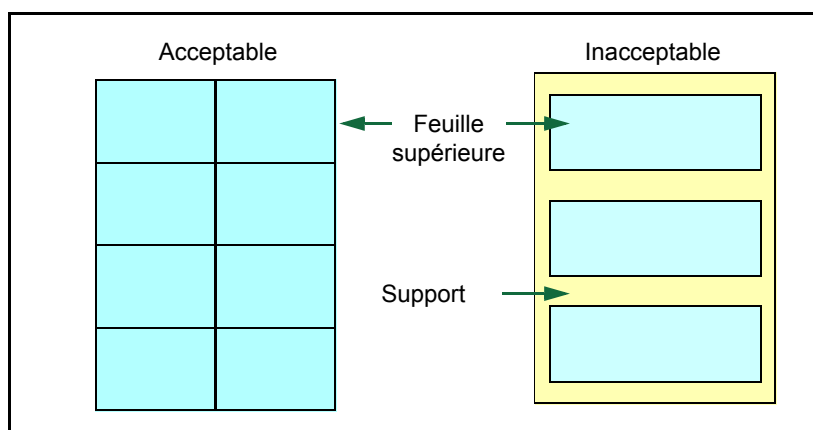 Acceptable
Inacceptable
Feuille
supérieure
Support